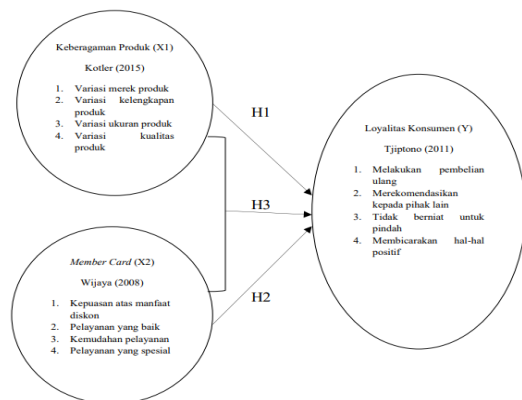 Keberagaman Produk (X1)
Kotler (2015)
1. Variasi merek produk
2. Variasi kelengkapan
produk
3. Variasi ukuran produk
4. Variasi kualitas
produk
H1
Loyalitas Konsumen (Y)
Tjiptono (2011)
1. Melakukan pembelian
ulang
2. Merekomendasikan
kepada pihak lain
3. Tidak berniat untuk
pindah
4. Membicarakan hal-hal
positif
H3
Member Card (X2)
Wijaya (2008)
1. Kepuasan atas manfaat
diskon
2. Pelayanan yang baik
3. Kemudahan pelayanan
4. Pelayanan yang spesial
H2